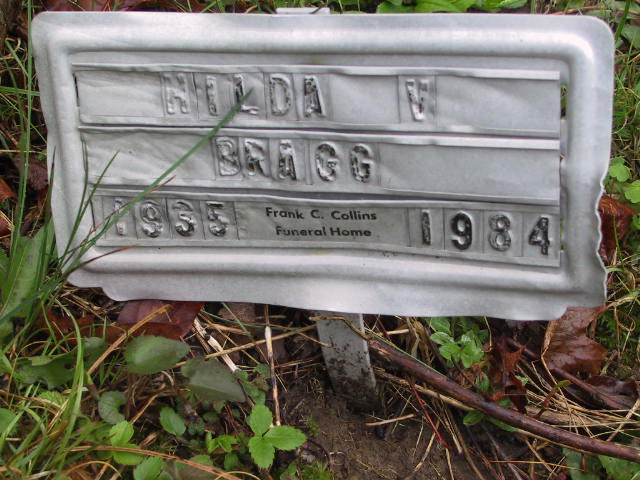 HILDA V
BRAGG
1935 Frank C. Collins Funeral Home 1984